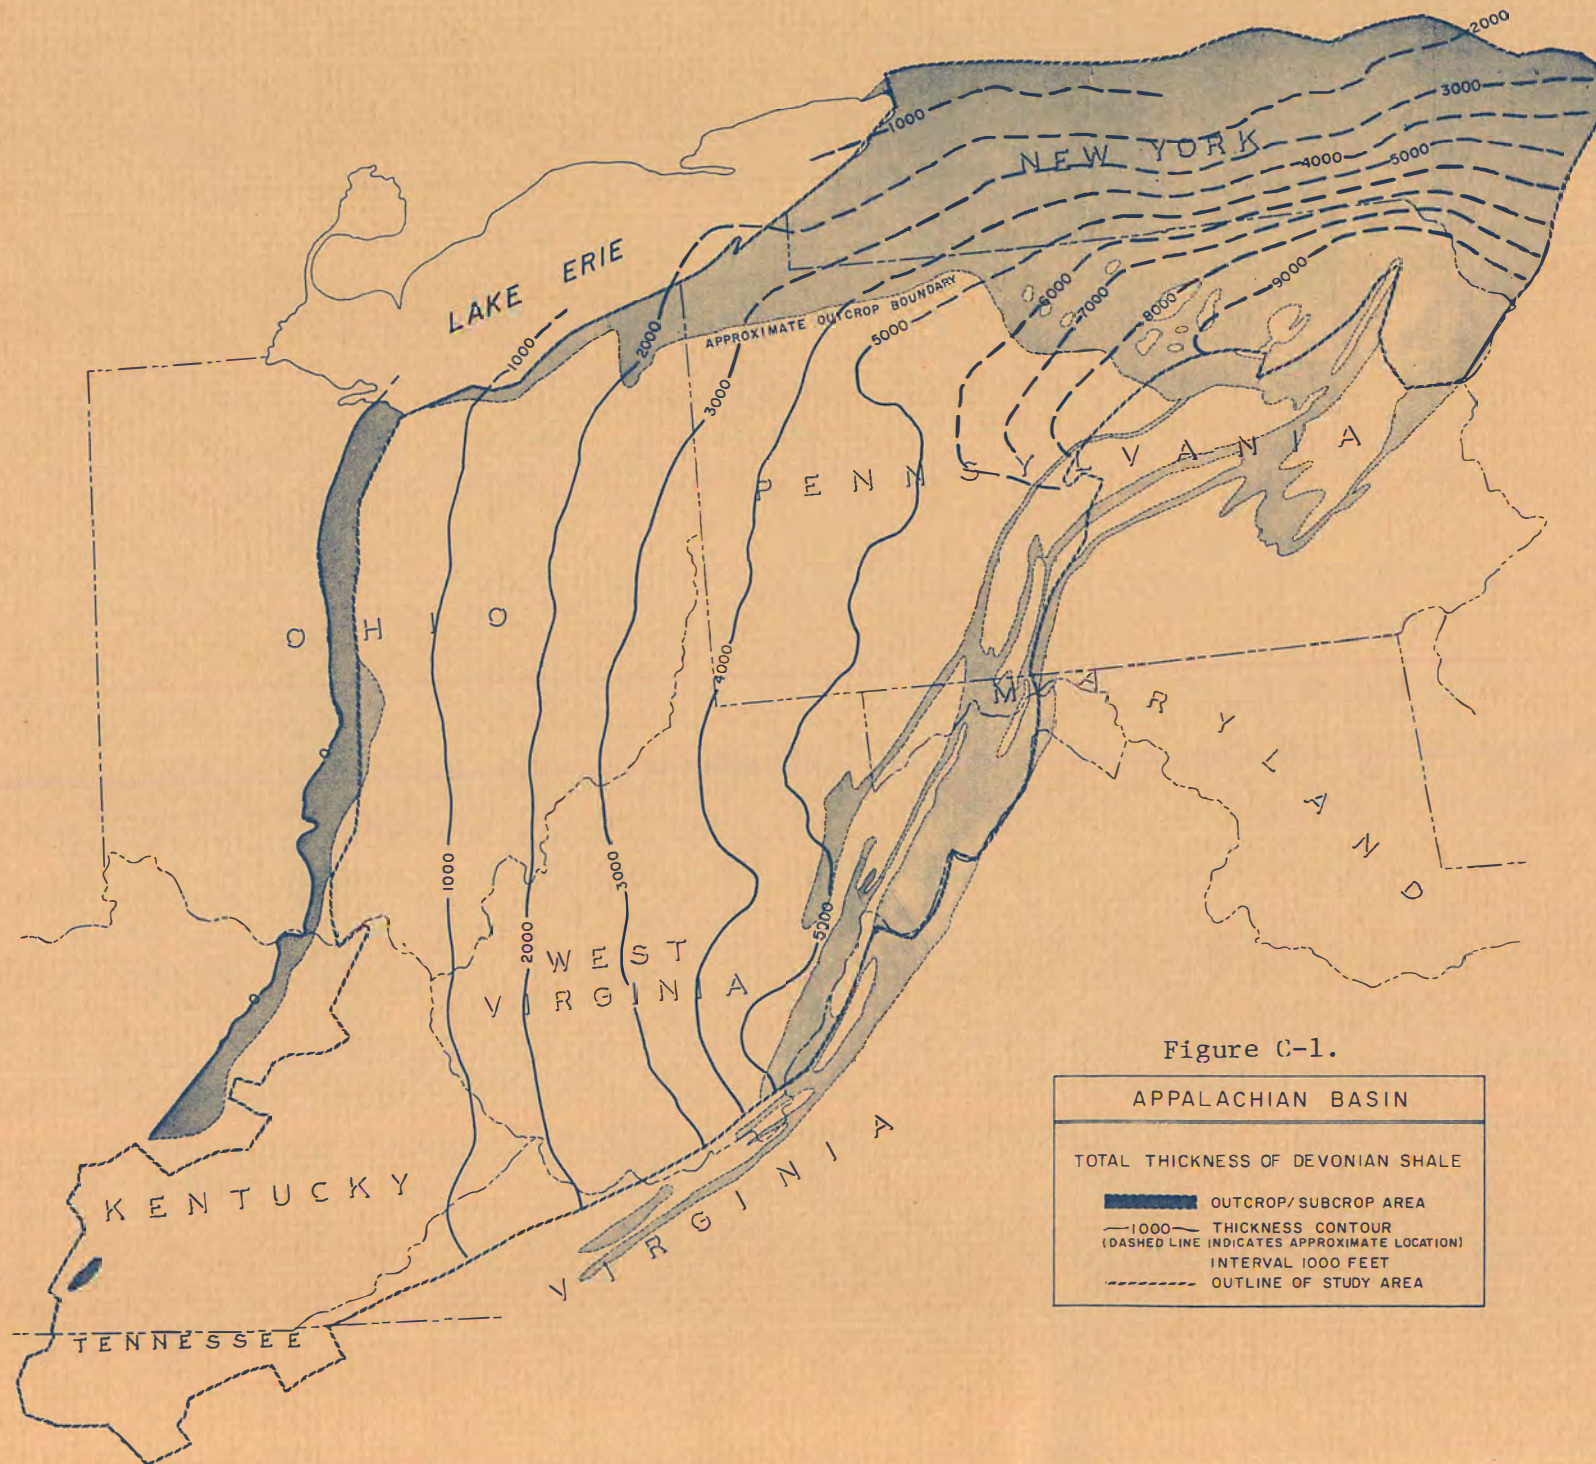 2000
3000
1000
NEW YORK
4000
5000
LAKE ERIE
6000
7000
8000
9000
APPROXIMATE OUTCROP BOUNDARY
5000
1000
2000
3000
PENNSYLVANIA
OHIO
4000
MARYLAND
1000
3000
5000
2000
WEST
VIRGINIA
KENTUCKY
VIRGINIA
TENNESSEE
Figure C-1.
APPALACHIAN BASIN
TOTAL THICKNESS OF DEVONIAN SHALE
OUTCROP/SUBCROP AREA
1000 THICKNESS CONTOUR
(DASHED LINE INDICATES APPROXIMATE LOCATION)
INTERVAL 1000 FEET
OUTLINE OF STUDY AREA